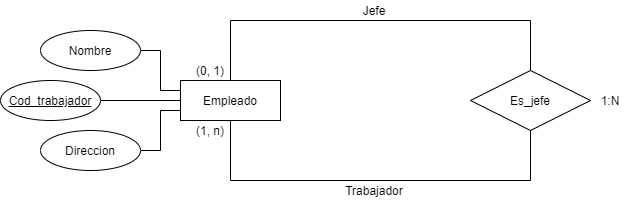 Jefe
Nombre
(0, 1)
Cod_trabajador
Empleado
Es_jefe
1:N
(1, n)
Direccion
Trabajador